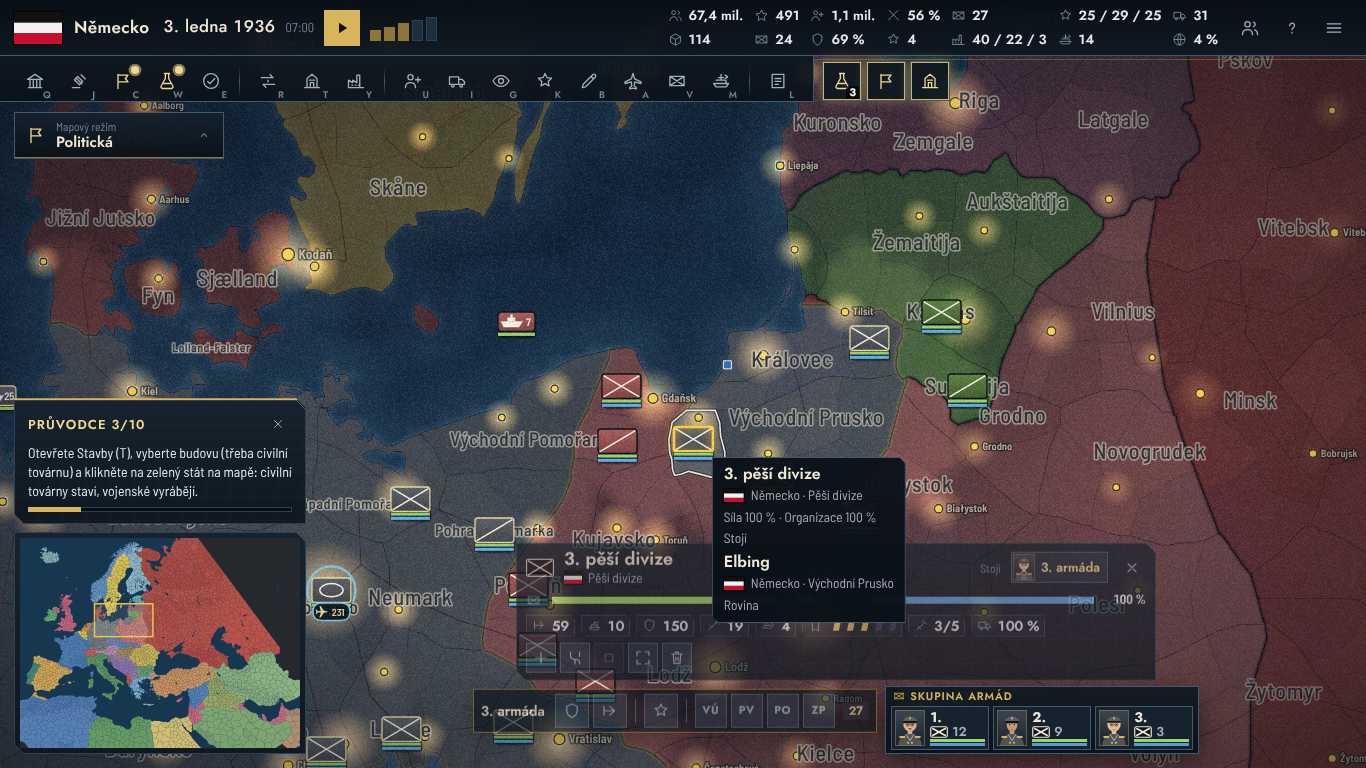 Německo
3. ledna 1936
07:00
67,4 mil.
491
1,1 mil.
56 %
27
25 / 29 / 25
31
114
24
69 %
4
40 / 22 / 3
14
4 %
?
Q
J
C
W
E
R
T
Y
U
I
G
K
B
A
V
M
L
3
Mapový režim
Politická
Pskov
Aalborg
Riga
Kuronsko
Zemgale
Latgale
Liepāja
Skåne
Aukštaitija
Aarhus
Jižní Jutsko
Žemaitija
Vitebsk
Kodaň
Sjælland
Fyn
Tilsit
Vilnius
7
Lolland-Falster
Královec
Kiel
25
Gdaňsk
Grodno
Minsk
Východní Prusko
Východní Pomořan
Grodno
Novogrudek
Bobrujsk
PRŮVODCE 3/10
Otevřete Stavby (T), vyberte budovu (třeba civilní
továrnu) a klikněte na zelený stát na mapě: civilní
továrny staví, vojenské vyrábějí.
Białystok
Kujavsko
Toruń
3. pěší divize
Německo · Pěší divize
Síla 100 % · Organizace 100 %
Stojí
Elbing
Německo · Východní Prusko
Rovina
3. pěší divize
Pěší divize
Stojí
3. armáda
100 %
Neumark
231
59
10
150
19
4
3/5
100 %
Lodž
Lodž
Radom
Žytomyr
3. armáda
VÚ
PV
PO
ZP
27
SKUPINA ARMÁD
1.
12
2.
9
3.
3
Vratislav
Kielce